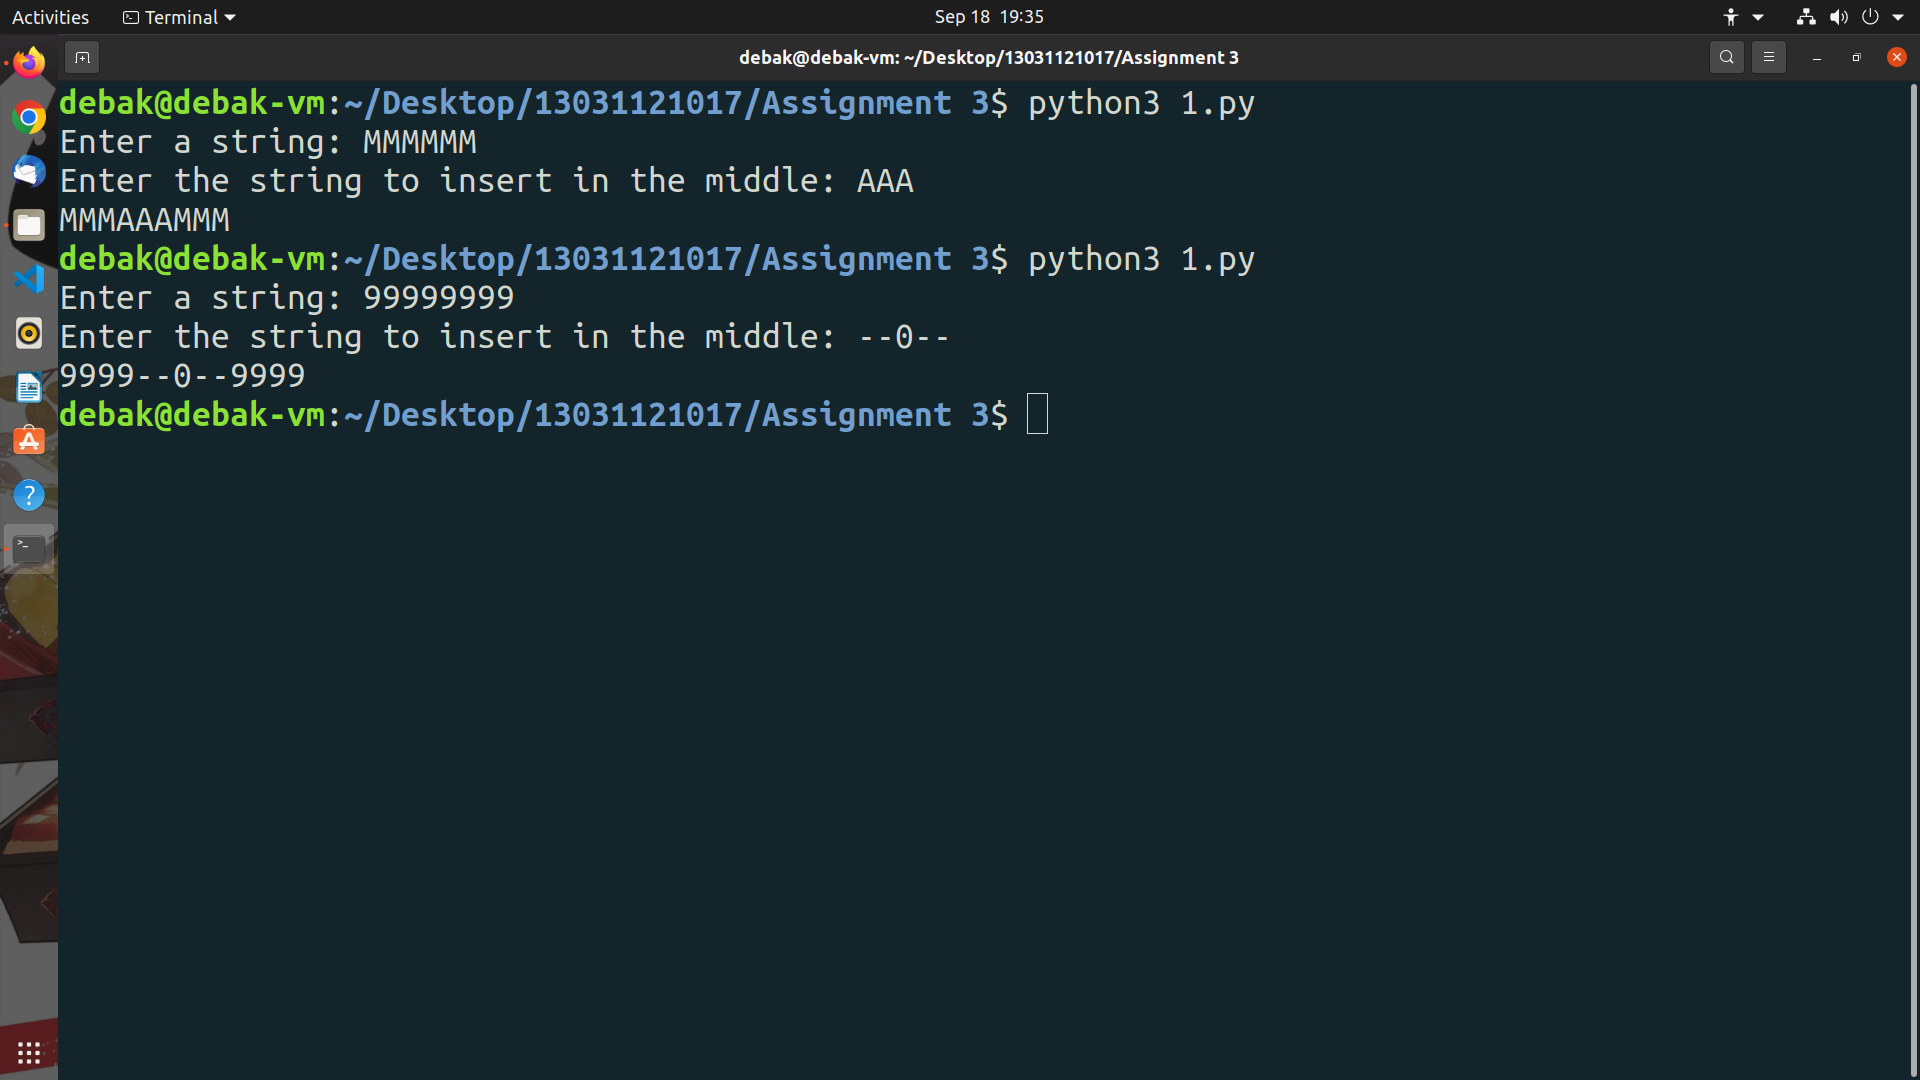 Activities Terminal Sep 18 19:35
debak@debak-vm: ~/Desktop/13031121017/Assignment 3
debak@debak-vm:~/Desktop/13031121017/Assignment 3$ python3 1.py
Enter a string: MMMMMM
Enter the string to insert in the middle: AAA
MMMAAAMMM
debak@debak-vm:~/Desktop/13031121017/Assignment 3$ python3 1.py
Enter a string: 99999999
Enter the string to insert in the middle: --0--
9999--0--9999
debak@debak-vm:~/Desktop/13031121017/Assignment 3$